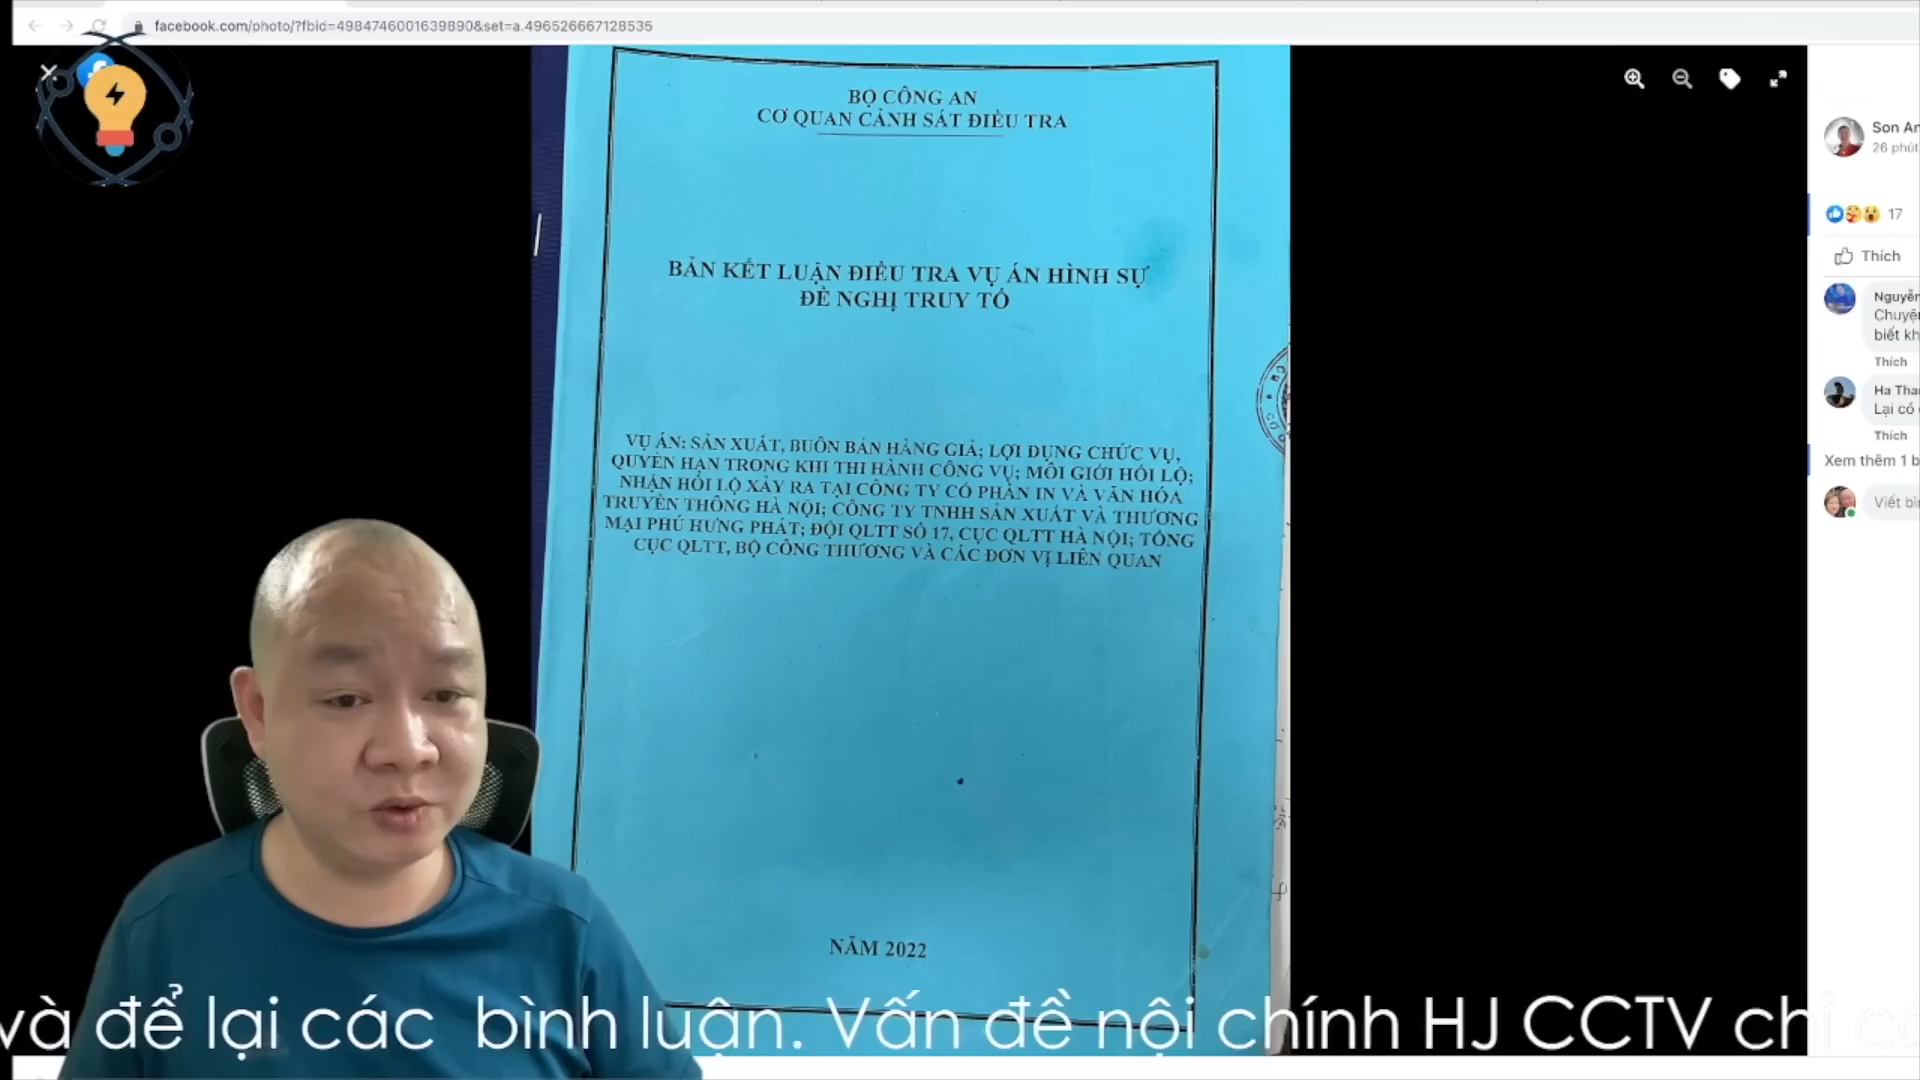 facebook.com/photo/?fbid=4984746001639890&set=a.496526667128535
BỘ CÔNG AN
CƠ QUAN CẢNH SÁT ĐIỀU TRA
BẢN KẾT LUẬN ĐIỀU TRA VỤ ÁN HÌNH SỰ
ĐỀ NGHỊ TRUY TỐ
VỤ ÁN: SẢN XUẤT, BUÔN BÁN HÀNG GIẢ; LỢI DỤNG CHỨC VỤ,
QUYỀN HẠN TRONG KHI THI HÀNH CÔNG VỤ; MÔI GIỚI HỐI LỘ;
NHẬN HỐI LỘ XẢY RA TẠI CÔNG TY CỔ PHẦN IN VÀ VĂN HÓA
TRUYỀN THÔNG HÀ NỘI; CÔNG TY TNHH SẢN XUẤT VÀ THƯƠNG
MẠI PHÚ HƯNG PHÁT; ĐỘI QLTT SỐ 17, CỤC QLTT HÀ NỘI; TỔNG
CỤC QLTT, BỘ CÔNG THƯƠNG VÀ CÁC ĐƠN VỊ LIÊN QUAN
NĂM 2022
Son An
26 phút
17
Thích
Nguyễn
Chuyện
biết kh
Thích
Ha Tha
Lại có
Thích
Xem thêm 1 b
Viết bì
và để lại các bình luận. Vấn đề nội chính HJ CCTV chỉ có